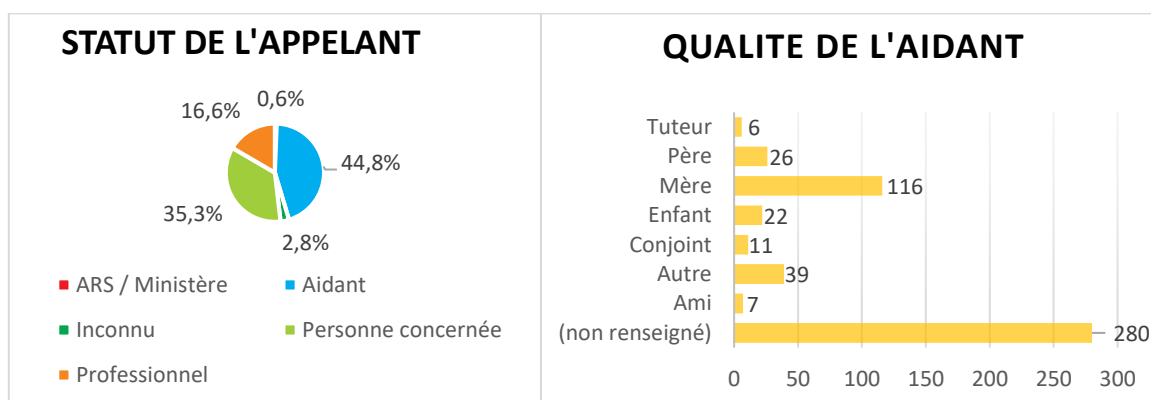 STATUT DE L'APPELANT
16,6%
0,6%
44,8%
35,3%
2,8%
ARS / Ministère
Aidant
Inconnu
Personne concernée
Professionnel
QUALITE DE L'AIDANT
Tuteur 6
Père 26
Mère 116
Enfant 22
Conjoint 11
Autre 39
Ami 7
(non renseigné) 280
0 50 100 150 200 250 300